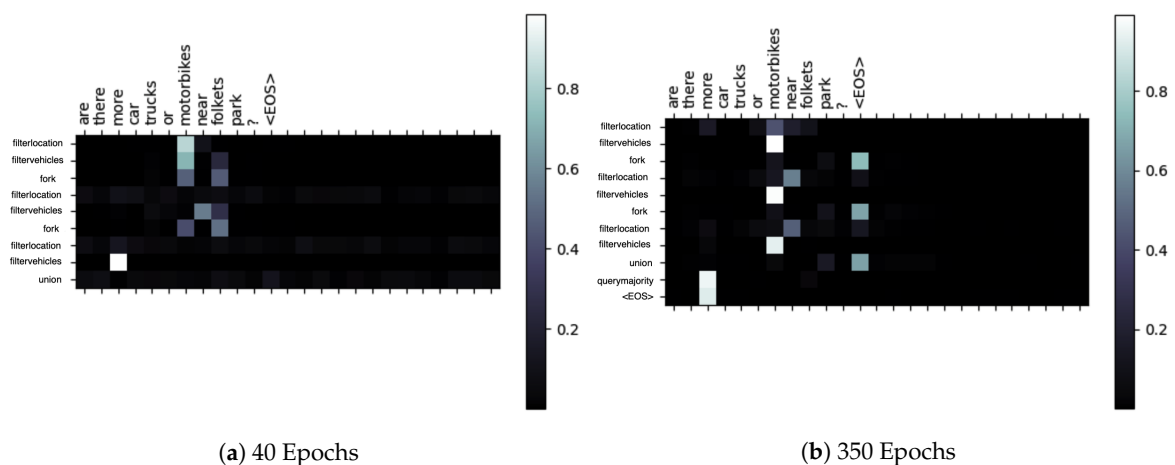 are
there
more
car
trucks
or
motorbikes
near
folkets
park
?
<EOS>
filterlocation
filtervehicles
fork
filterlocation
filtervehicles
fork
filterlocation
filtervehicles
union
0.8
0.6
0.4
0.2
(a) 40 Epochs
are
there
more
car
trucks
or
motorbikes
near
folkets
park
?
<EOS>
filterlocation
filtervehicles
fork
filterlocation
filtervehicles
fork
filterlocation
filtervehicles
union
querymajority
<EOS>
0.8
0.6
0.4
0.2
(b) 350 Epochs